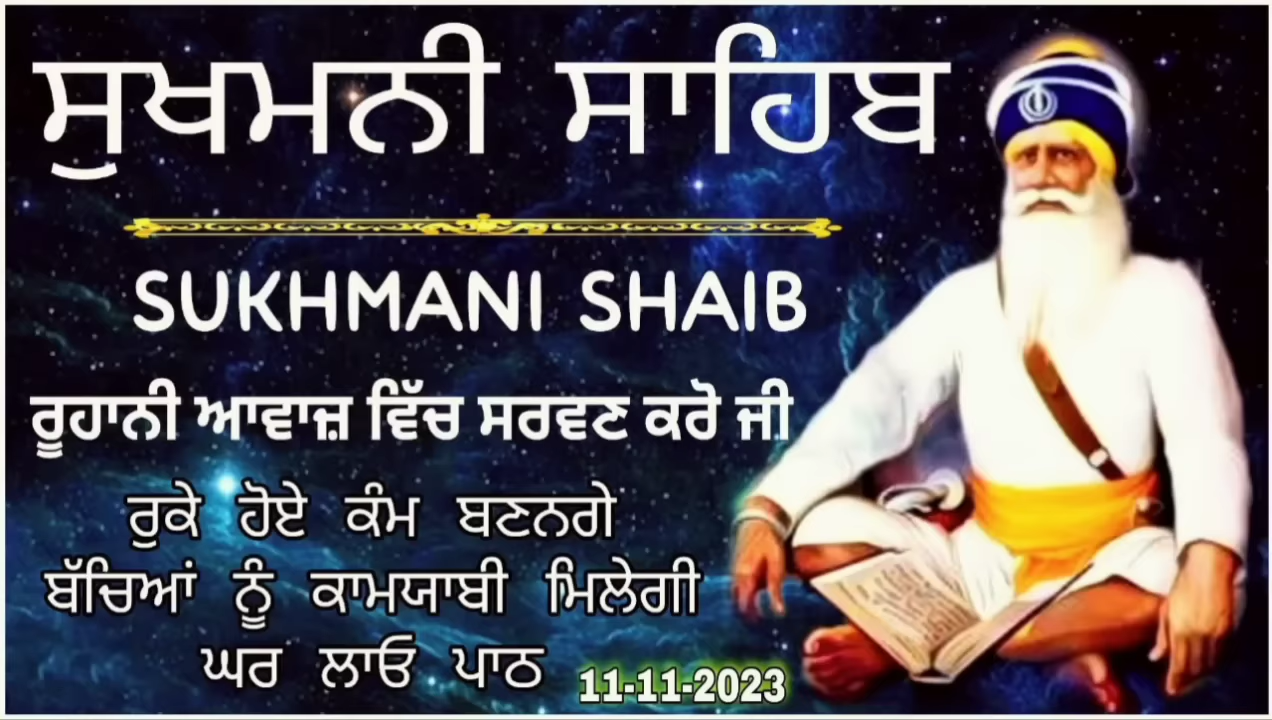 ਸੁਖਮਨੀ ਸਾਹਿਬ
SUKHMANI SHAIB
ਰੂਹਾਨੀ ਆਵਾਜ਼ ਵਿੱਚ ਸਰਵਣ ਕਰੋ ਜੀ
ਰੁਕੇ ਹੋਏ ਕੰਮ ਬਣਨਗੇ
ਬੱਚਿਆਂ ਨੂੰ ਕਾਮਯਾਬੀ ਮਿਲੇਗੀ
ਘਰ ਲਾਓ ਪਾਠ
11-11-2023